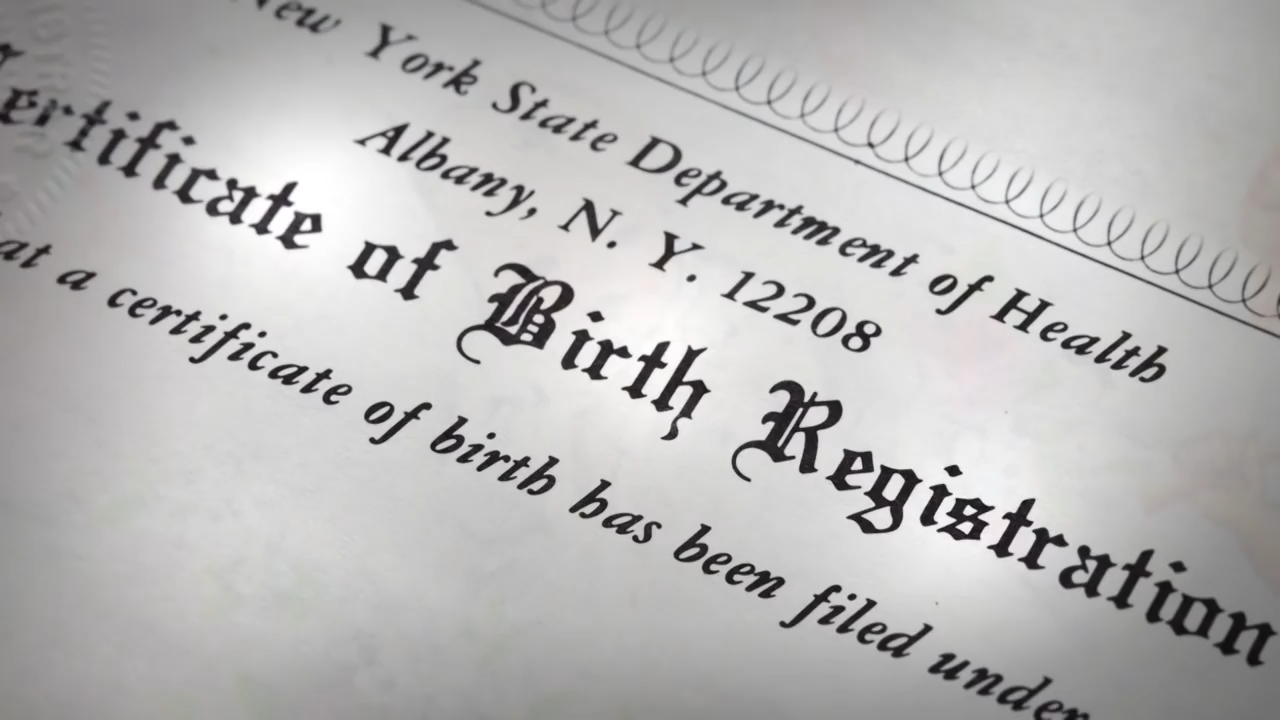 New York State Department of Health
Albany, N. Y. 12208
ertificate of Birth Registration
at a certificate of birth has been filed under